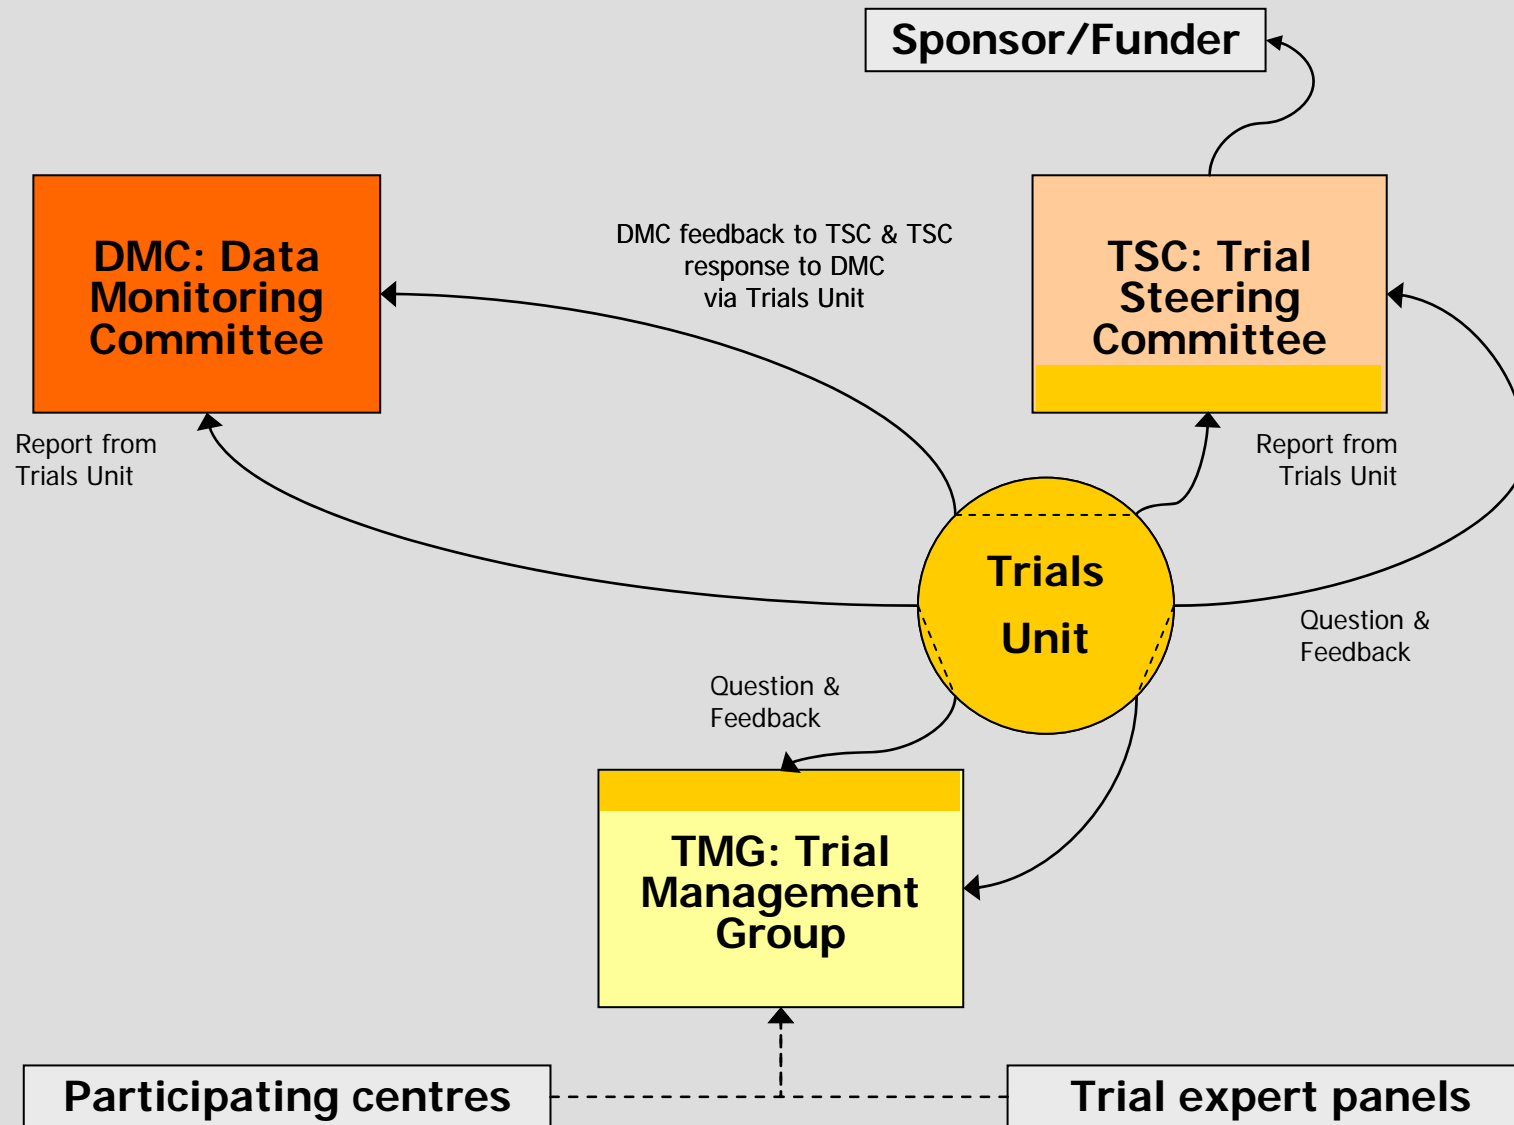 Sponsor/Funder
DMC: Data
Monitoring
Committee
DMC feedback to TSC & TSC
response to DMC
via Trials Unit
TSC: Trial
Steering
Committee
Report from
Trials Unit
Report from
Trials Unit
Trials
Unit
Question &
Feedback
Question &
Feedback
TMG: Trial
Management
Group
Participating centres
Trial expert panels